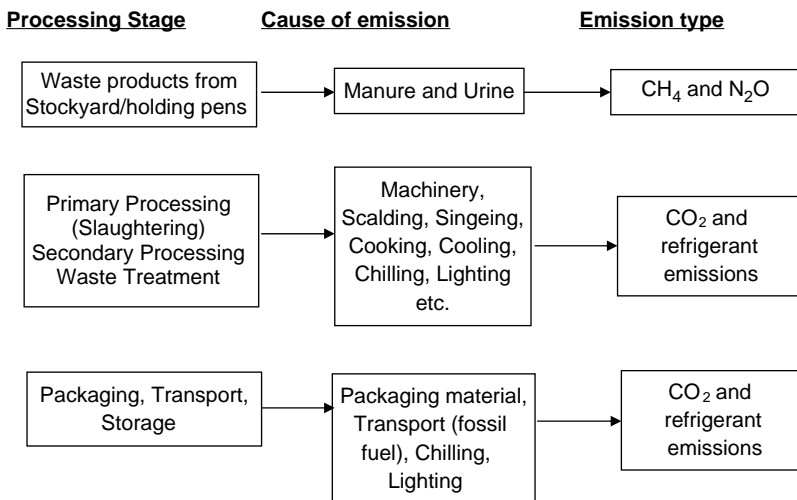 Processing Stage
Cause of emission
Emission type
Waste products from
Stockyard/holding pens
Manure and Urine
CH₄ and N₂O
Primary Processing
(Slaughtering)
Secondary Processing
Waste Treatment
Machinery,
Scalding, Singeing,
Cooking, Cooling,
Chilling, Lighting
etc.
CO₂ and
refrigerant
emissions
Packaging, Transport,
Storage
Packaging material,
Transport (fossil
fuel), Chilling,
Lighting
CO₂ and
refrigerant
emissions